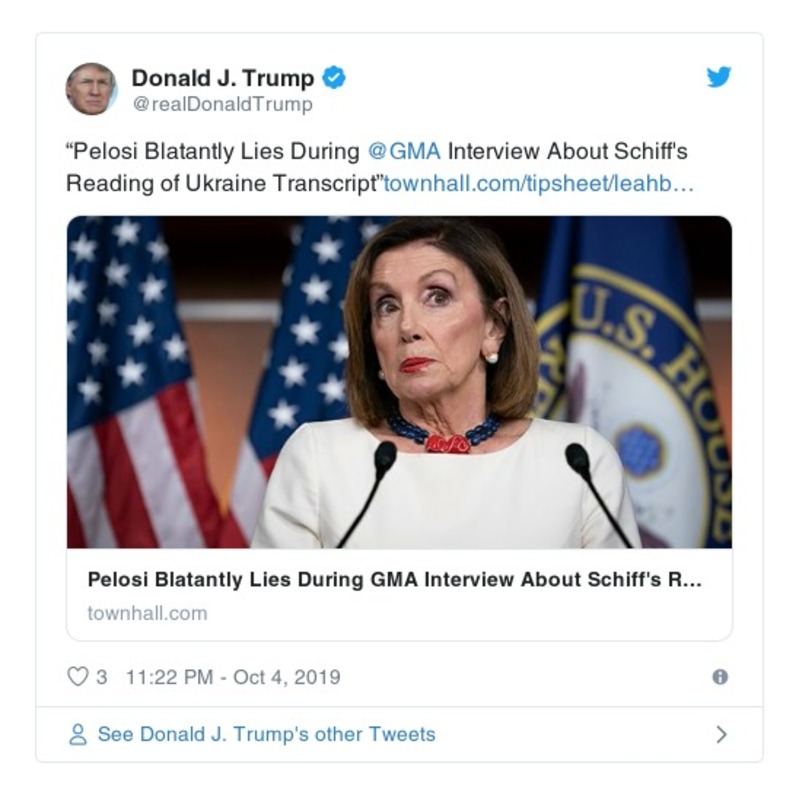 Donald J. Trump
@realDonaldTrump
“Pelosi Blatantly Lies During @GMA Interview About Schiff's
Reading of Ukraine Transcript”townhall.com/tipsheet/leahb…
U.S. HOUSE
Pelosi Blatantly Lies During GMA Interview About Schiff's R...
townhall.com
3 11:22 PM - Oct 4, 2019
See Donald J. Trump's other Tweets